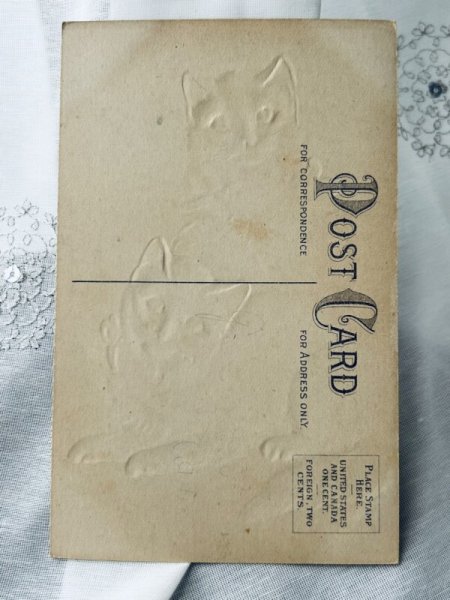 POST CARD
FOR CORRESPONDENCE
FOR ADDRESS ONLY.
PLACE STAMP
HERE.
UNITED STATES
AND CANADA
ONE CENT.
FOREIGN TWO
CENTS.